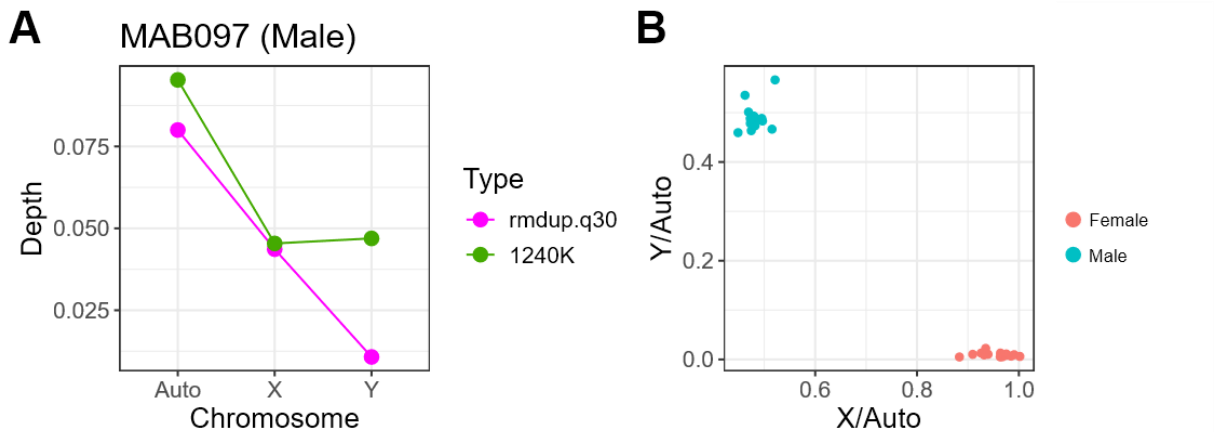 A
MAB097 (Male)
Depth
0.075
0.050
0.025
Auto X Y
Chromosome
Type
rmdup.q30
1240K
B
Y/Auto
0.4
0.2
0.0
0.6 0.8 1.0
X/Auto
Female
Male